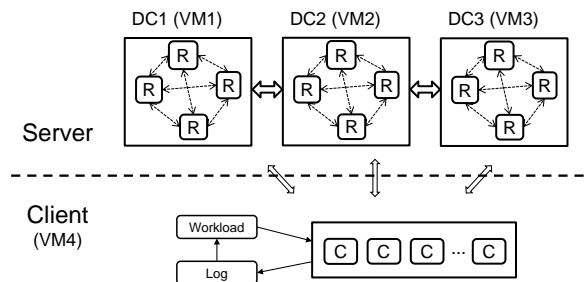 DC1 (VM1) DC2 (VM2) DC3 (VM3)
R R R
R R R R R R
R R R
Server
Client
(VM4)
Workload
C C C ... C
Log